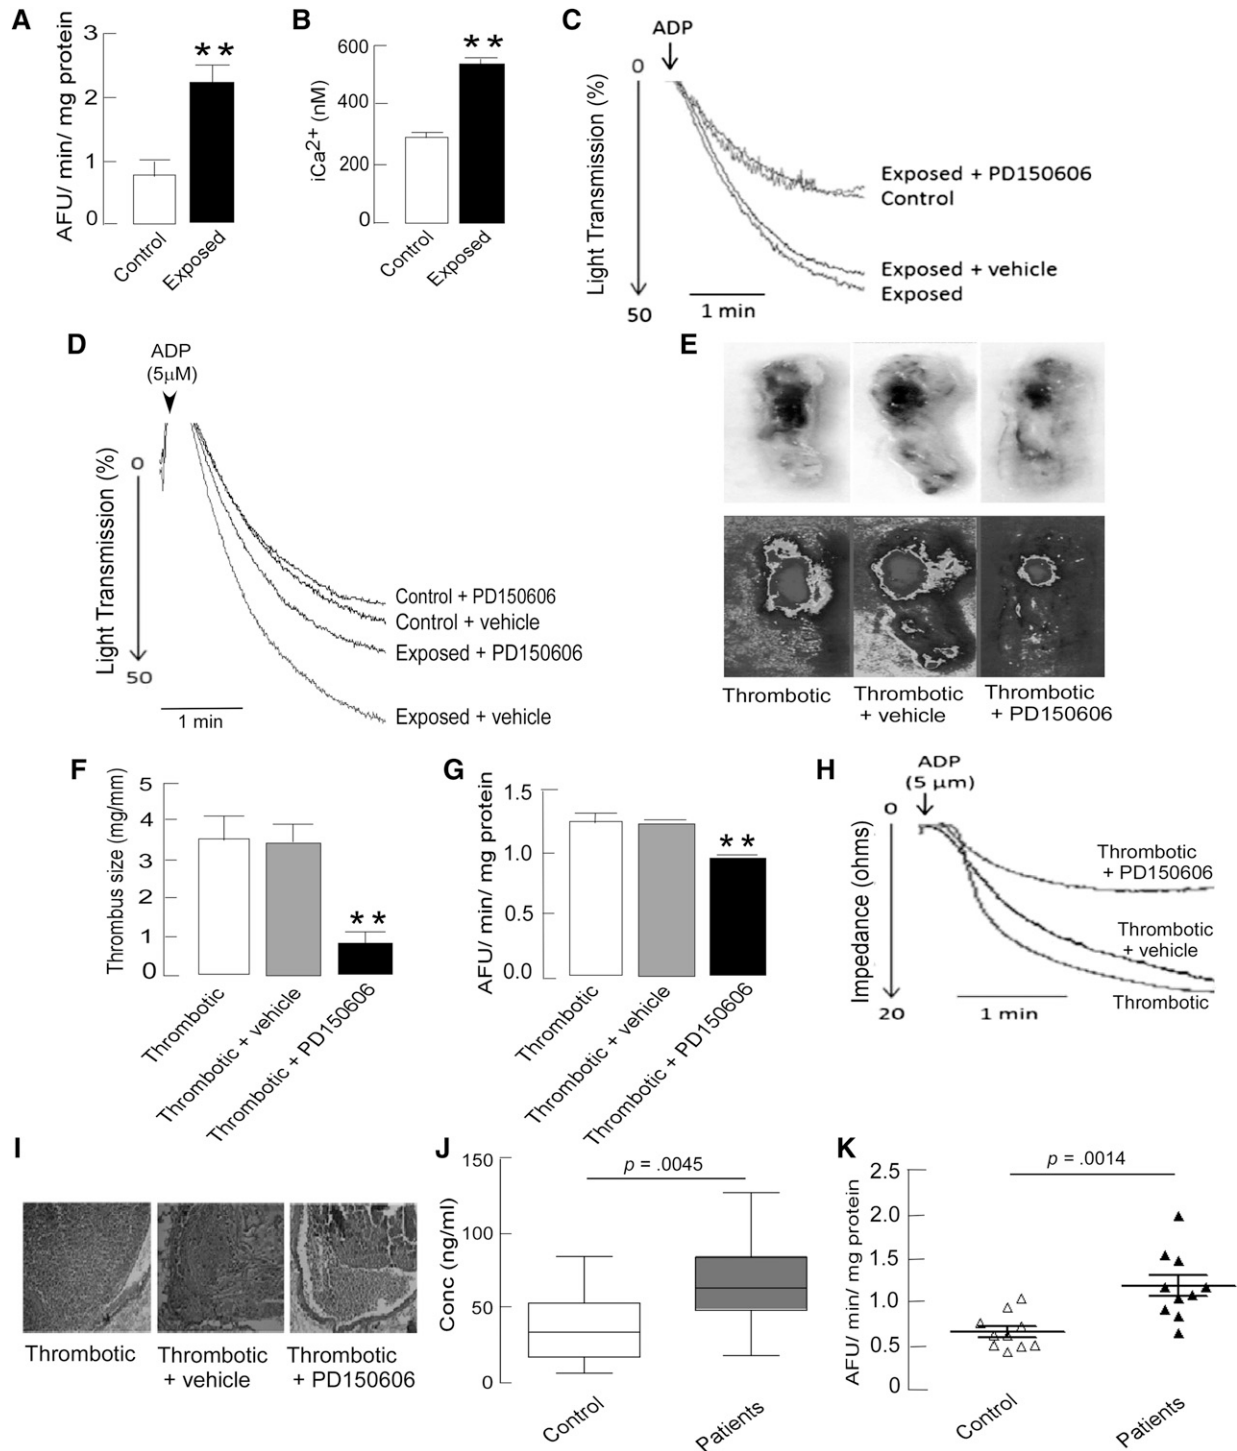 A
AFU/ min/ mg protein
3
2
1
0
**
Control
Exposed
B
iCa2+ (nM)
600
400
200
0
**
Control
Exposed
C
ADP
Light Transmission (%)
0
50
Exposed + PD150606
Control
Exposed + vehicle
Exposed
1 min
D
ADP
(5µM)
Light Transmission (%)
0
50
Control + PD150606
Control + vehicle
Exposed + PD150606
Exposed + vehicle
1 min
E
Thrombotic
Thrombotic
+ vehicle
Thrombotic
+ PD150606
F
Thrombus size (mg/mm)
5
4
3
2
1
0
**
Thrombotic
Thrombotic + vehicle
Thrombotic + PD150606
G
AFU/ min/ mg protein
1.5
1.0
0.5
0.0
**
Thrombotic
Thrombotic + vehicle
Thrombotic + PD150606
H
ADP
(5 µm)
Impedance (ohms)
0
20
Thrombotic
+ PD150606
Thrombotic
+ vehicle
Thrombotic
1 min
I
Thrombotic
Thrombotic
+ vehicle
Thrombotic
+ PD150606
J
Conc (ng/ml)
150
100
50
0
p = .0045
Control
Patients
K
AFU/ min/ mg protein
2.5
2.0
1.5
1.0
0.5
0
p = .0014
Control
Patients